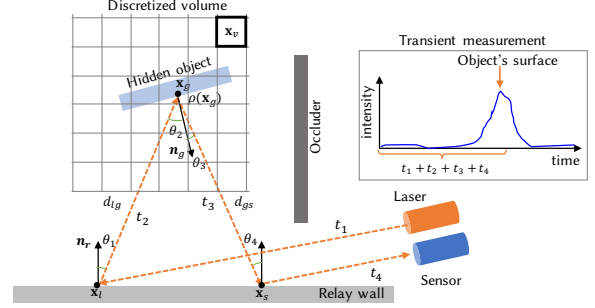 Discretized volume
x_v
Hidden object
x_g
ρ(x_g)
θ_2
n_g
θ_3
d_lg
t_2
t_3
d_gs
n_r
θ_1
θ_4
x_l
x_s
Relay wall
Occluder
Transient measurement
Object's surface
intensity
t_1 + t_2 + t_3 + t_4
time
Laser
t_1
t_4
Sensor